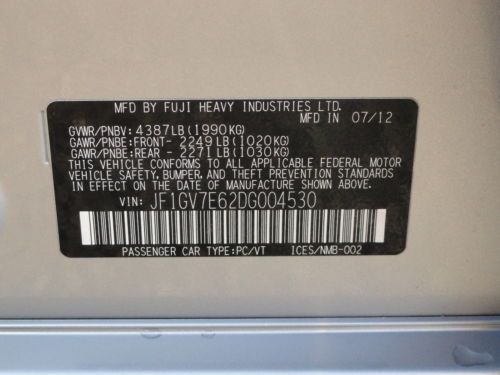 MFD BY FUJI HEAVY INDUSTRIES LTD.
MFD IN 07/12
GVWR/PNBV: 4387LB(1990KG)
GAWR/PNBE:FRONT- 2249LB(1020KG)
GAWR/PNBE:REAR - 2271LB(1030KG)
THIS VEHICLE CONFORMS TO ALL APPLICABLE FEDERAL MOTOR
VEHICLE SAFETY, BUMPER, AND THEFT PREVENTION STANDARDS
IN EFFECT ON THE DATE OF MANUFACTURE SHOWN ABOVE.
VIN: JF1GV7E62DG004530
PASSENGER CAR TYPE:PC/VT ICES/NMB-002